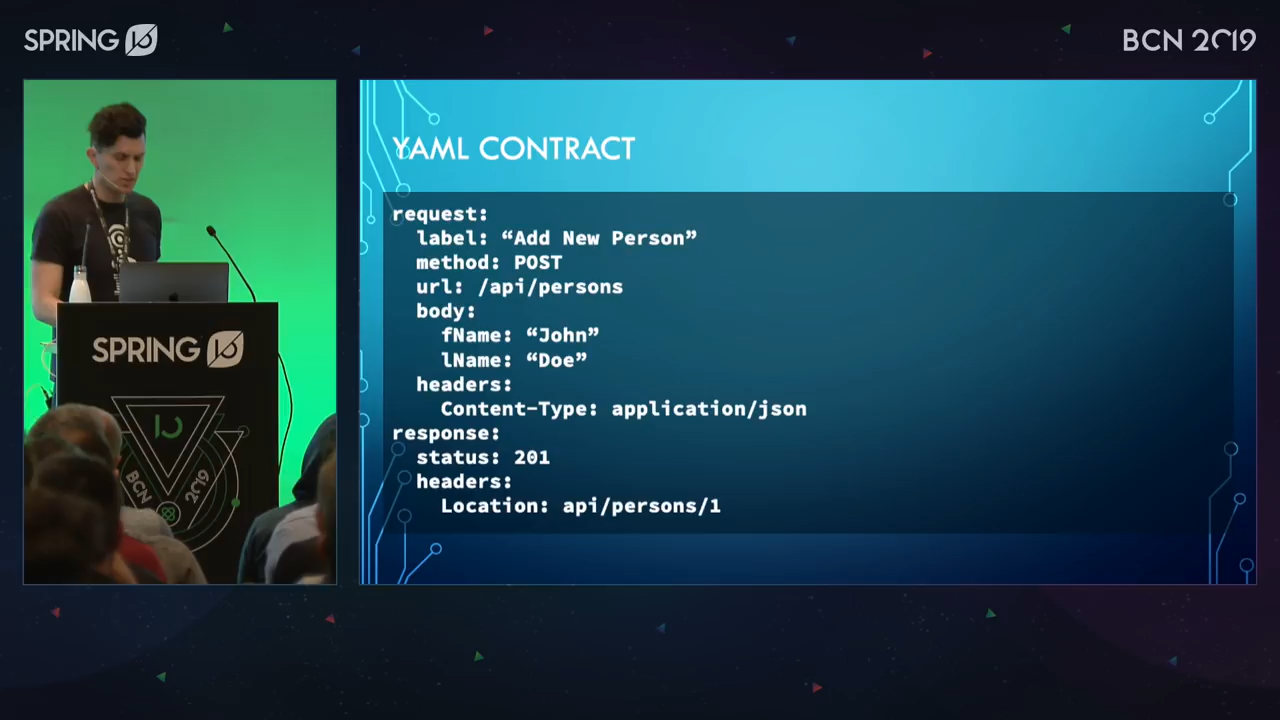 SPRING IO
BCN 2019
YAML CONTRACT
request:
  label: “Add New Person”
  method: POST
  url: /api/persons
  body:
    fName: “John”
    lName: “Doe”
  headers:
    Content-Type: application/json
response:
  status: 201
  headers:
    Location: api/persons/1
SPRING IO
IO
BCN 2019